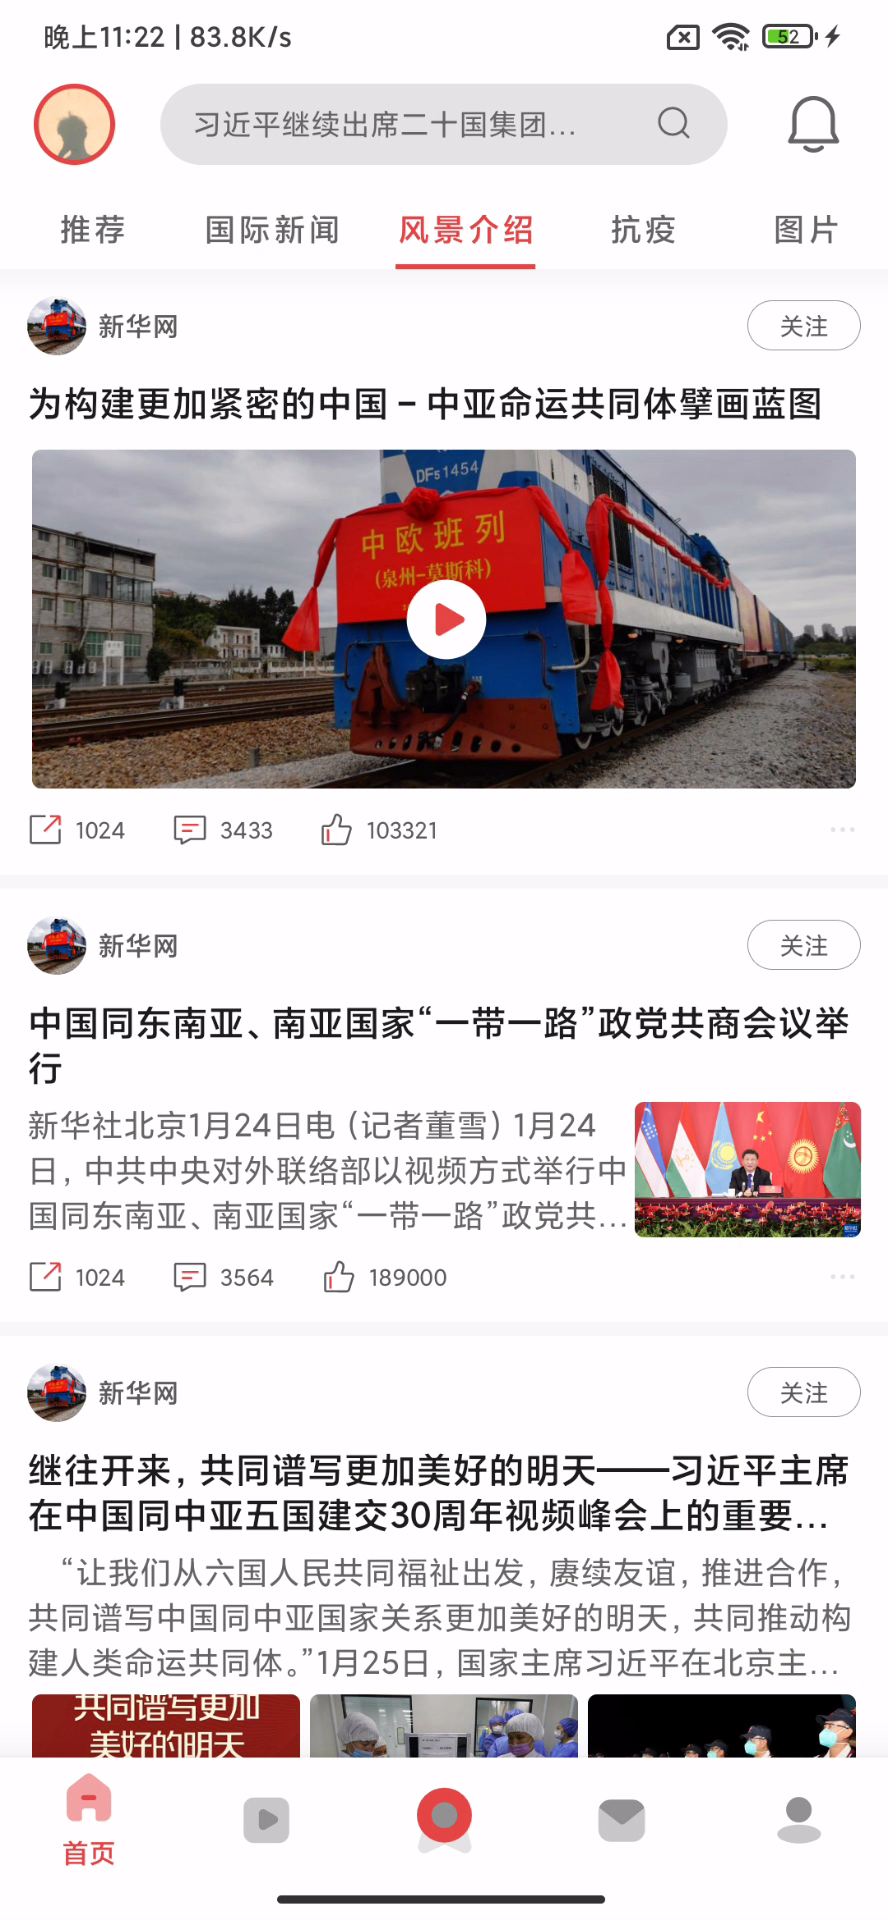 晚上11:22 | 83.8K/s
52
习近平继续出席二十国集团...
推荐 国际新闻 风景介绍 抗疫 图片
新华网
关注
为构建更加紧密的中国－中亚命运共同体擘画蓝图
DF5 1454
中欧班列
(泉州-莫斯科)
1024 3433 103321
新华网
关注
中国同东南亚、南亚国家“一带一路”政党共商会议举
行
新华社北京1月24日电（记者董雪）1月24
日，中共中央对外联络部以视频方式举行中
国同东南亚、南亚国家“一带一路”政党共...
1024 3564 189000
新华网
关注
继往开来，共同谱写更加美好的明天——习近平主席
在中国同中亚五国建交30周年视频峰会上的重要...
“让我们从六国人民共同福祉出发，赓续友谊，推进合作，
共同谱写中国同中亚国家关系更加美好的明天，共同推动构
建人类命运共同体。”1月25日，国家主席习近平在北京主...
共同谱写更加
美好的明天
首页